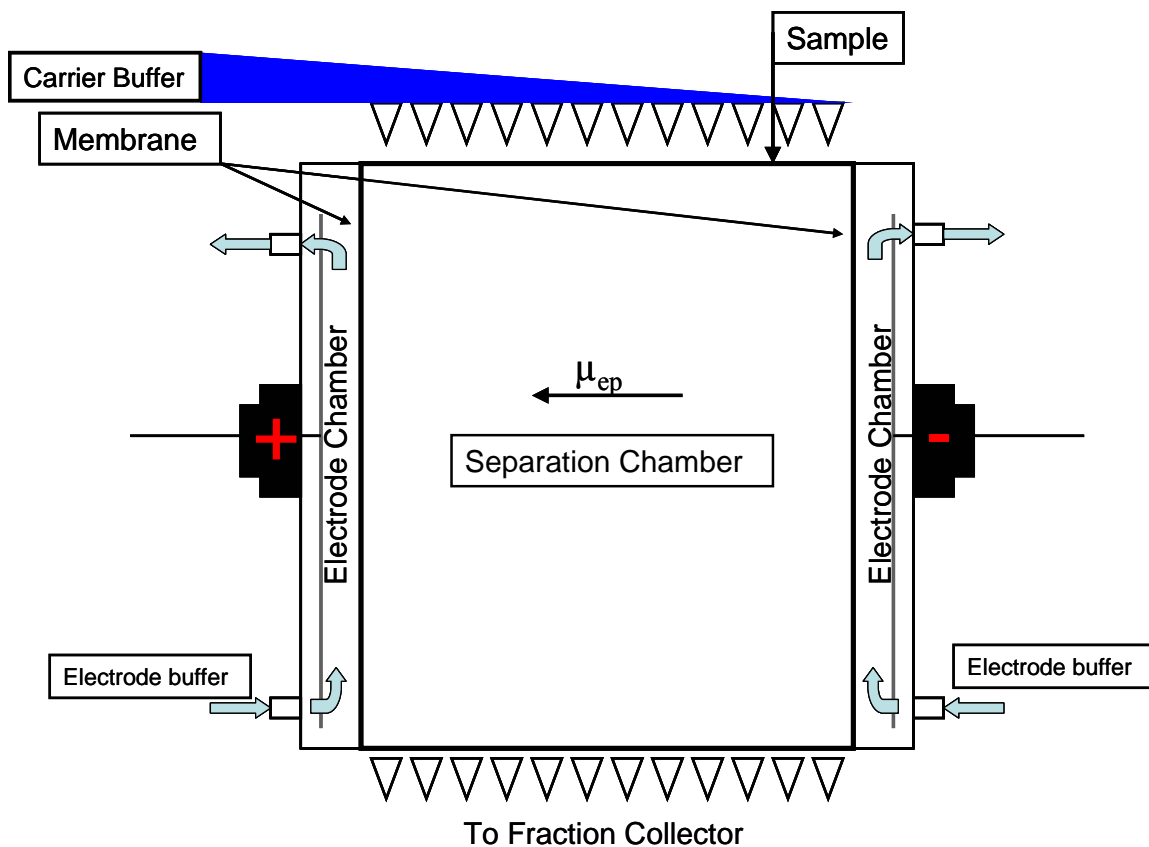 Sample
Carrier Buffer
Membrane
Electrode Chamber
Electrode Chamber
μep
+
-
Separation Chamber
Electrode buffer
Electrode buffer
To Fraction Collector